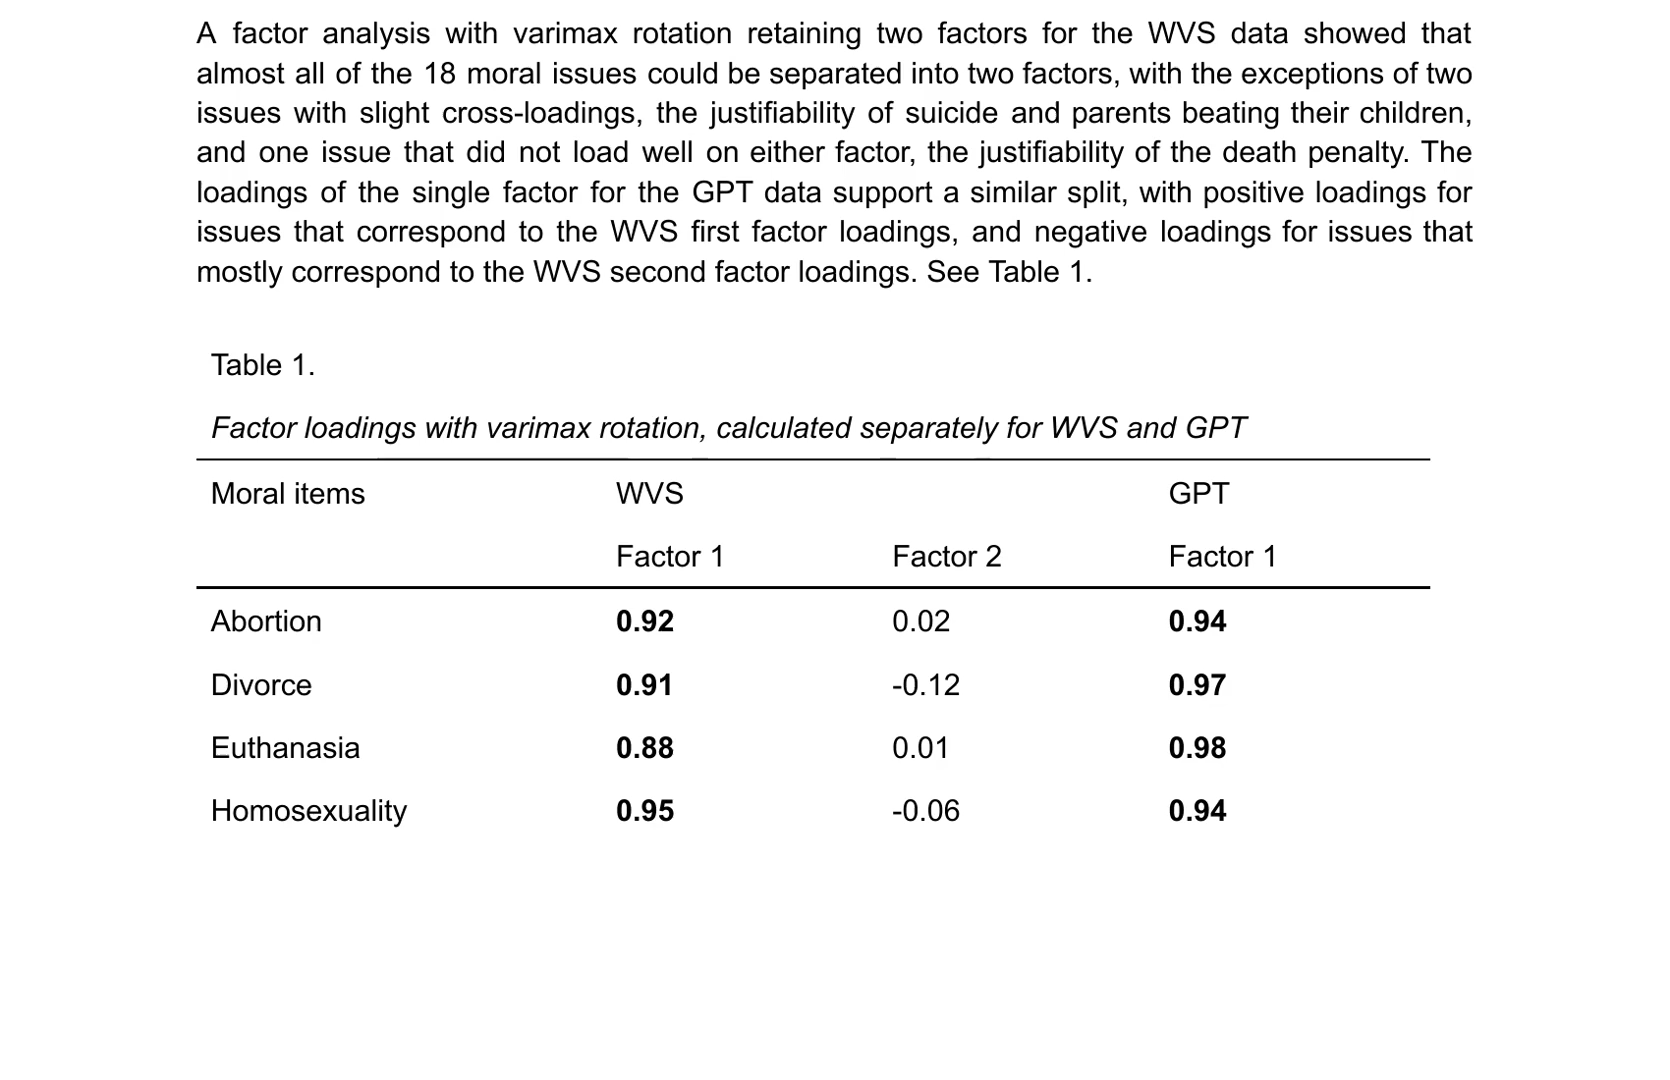 A factor analysis with varimax rotation retaining two factors for the WVS data showed that
almost all of the 18 moral issues could be separated into two factors, with the exceptions of two
issues with slight cross-loadings, the justifiability of suicide and parents beating their children,
and one issue that did not load well on either factor, the justifiability of the death penalty. The
loadings of the single factor for the GPT data support a similar split, with positive loadings for
issues that correspond to the WVS first factor loadings, and negative loadings for issues that
mostly correspond to the WVS second factor loadings. See Table 1.
Table 1.
Factor loadings with varimax rotation, calculated separately for WVS and GPT
Moral items WVS GPT
Factor 1 Factor 2 Factor 1
Abortion 0.92 0.02 0.94
Divorce 0.91 -0.12 0.97
Euthanasia 0.88 0.01 0.98
Homosexuality 0.95 -0.06 0.94